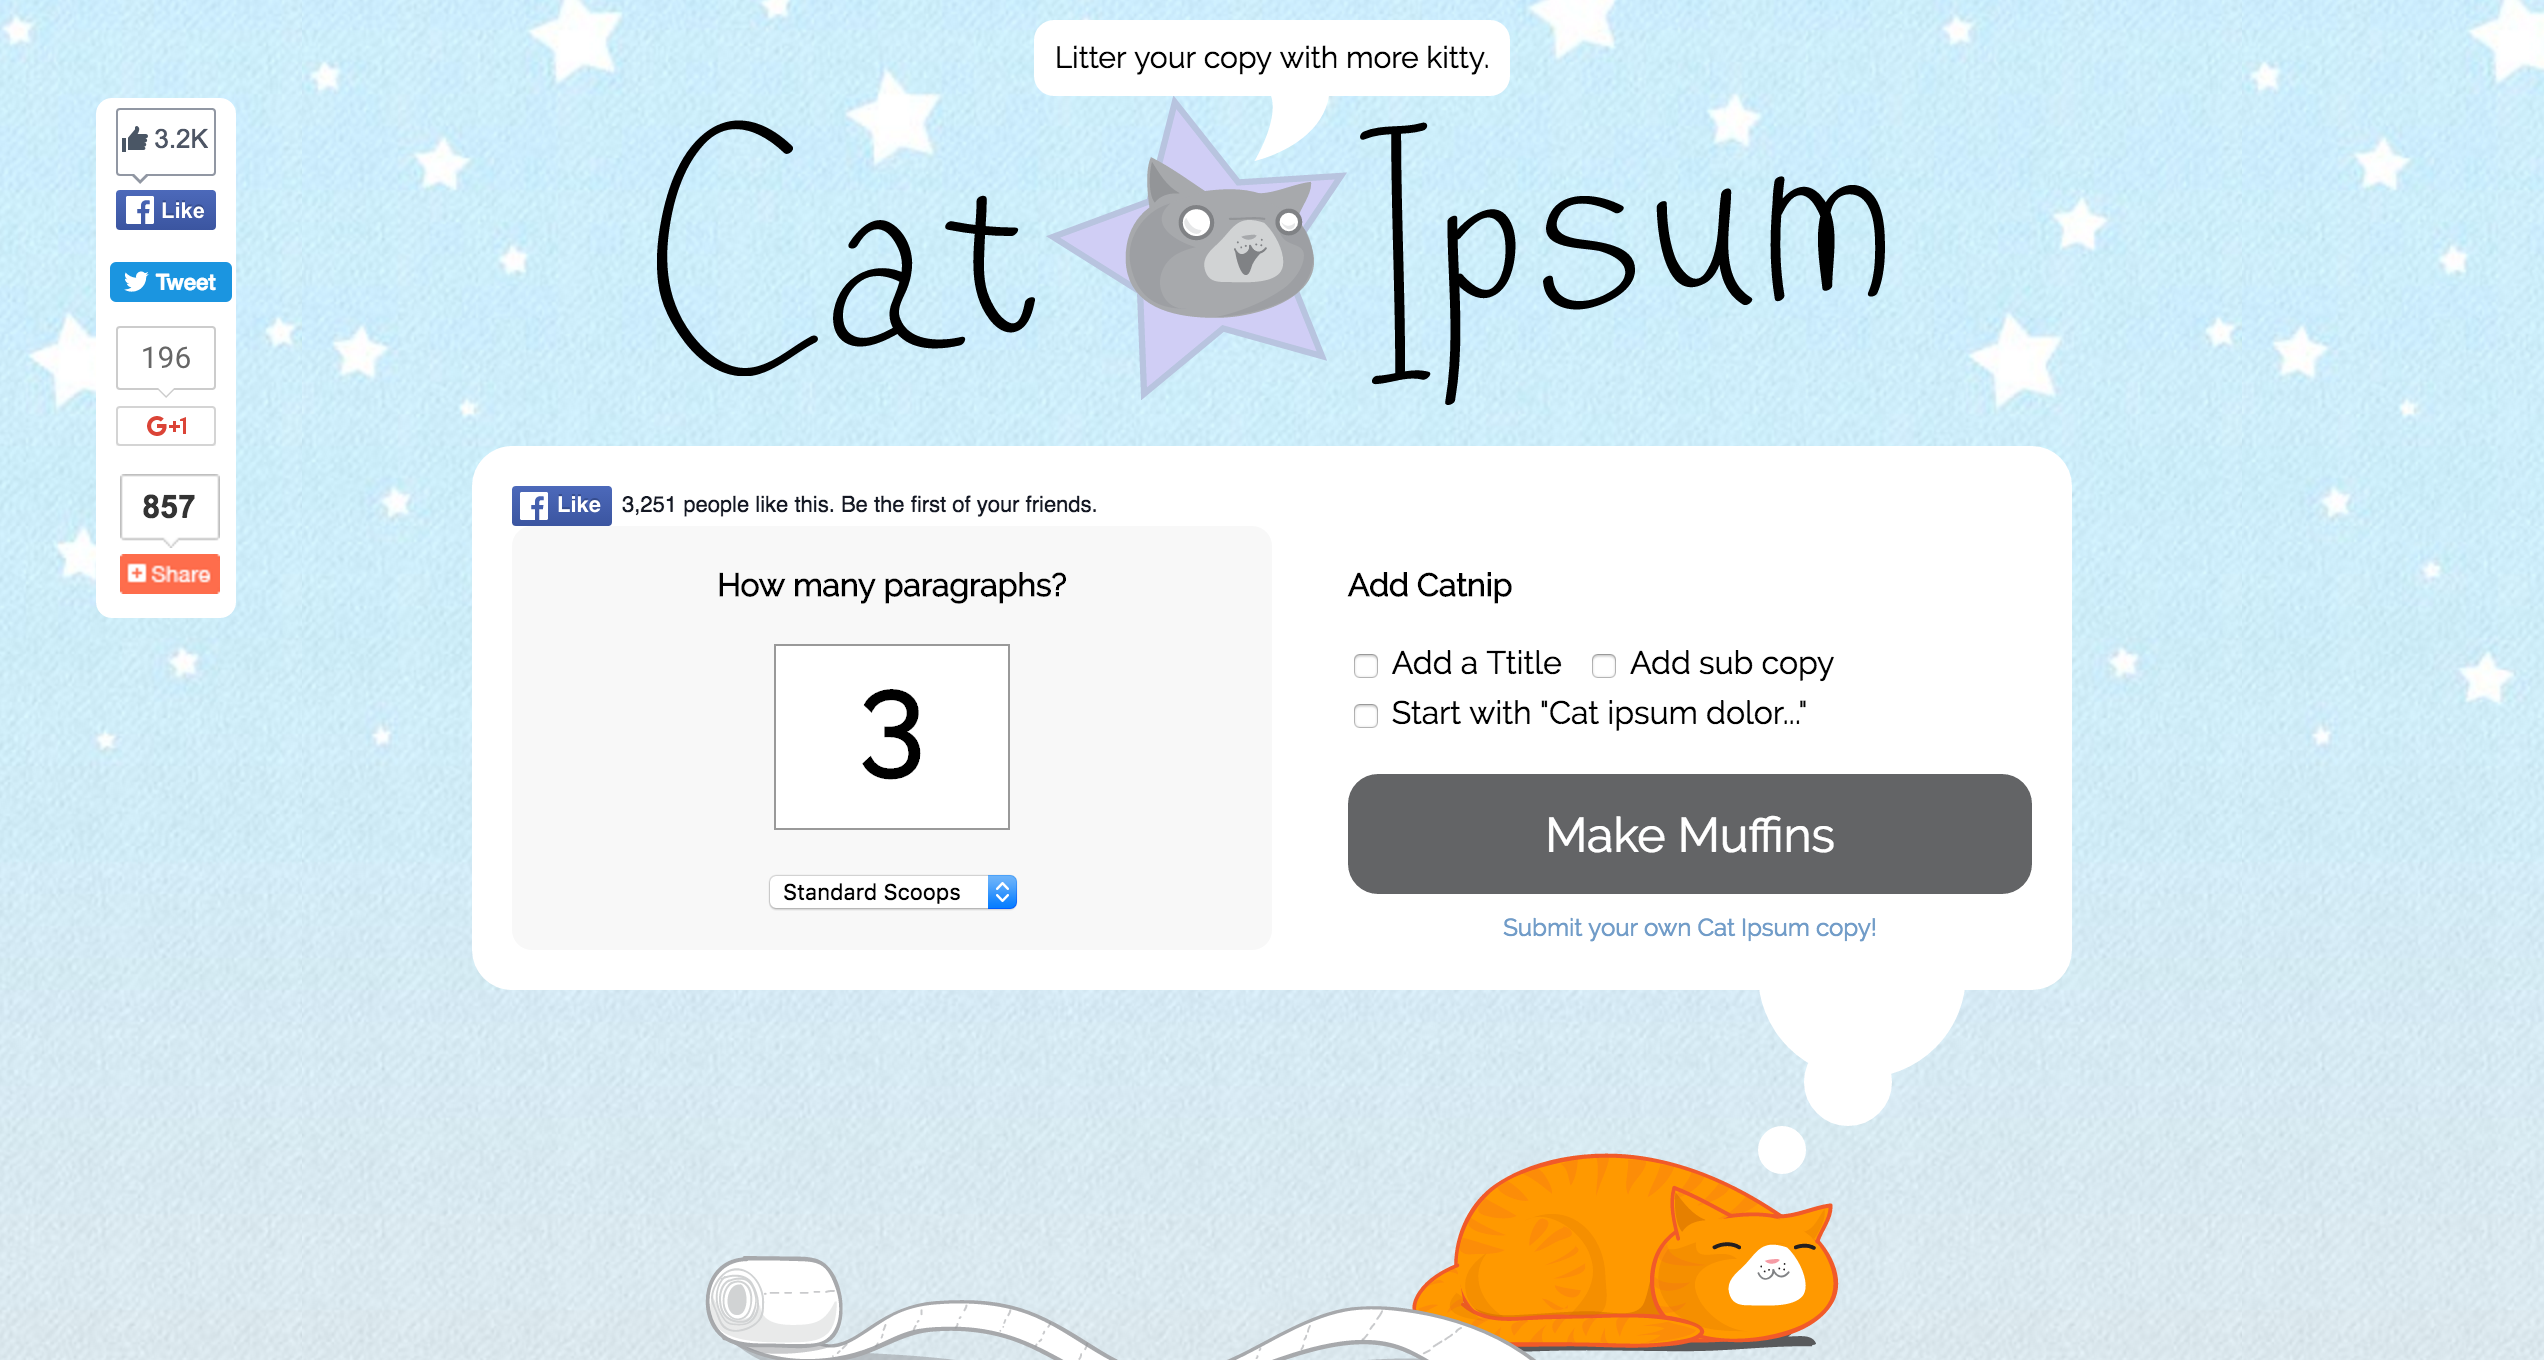 Litter your copy with more kitty.
Cat Ipsum
3.2K
Like
Tweet
196
G+1
857
Share
Like 3,251 people like this. Be the first of your friends.
How many paragraphs?
3
Standard Scoops
Add Catnip
Add a Ttitle Add sub copy
Start with "Cat ipsum dolor..."
Make Muffins
Submit your own Cat Ipsum copy!